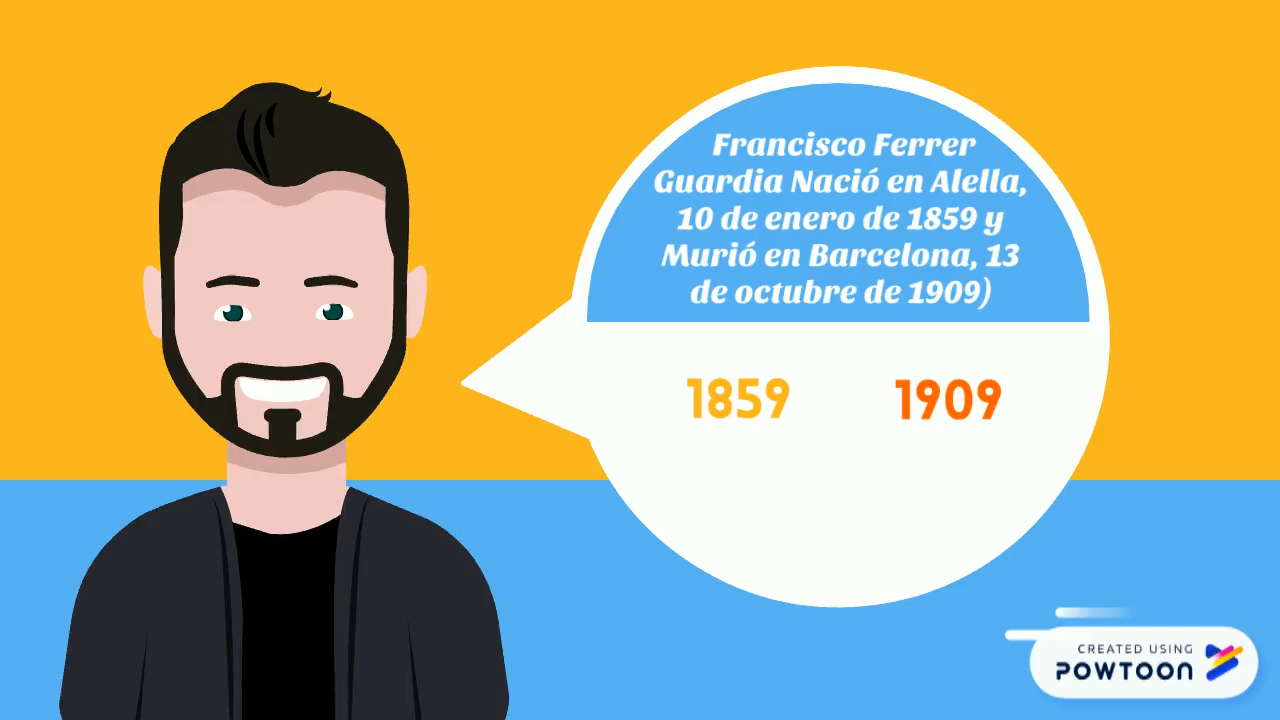 Francisco Ferrer
Guardia Nació en Alella,
10 de enero de 1859 y
Murió en Barcelona, 13
de octubre de 1909)
1859 1909
CREATED USING
POWTOON